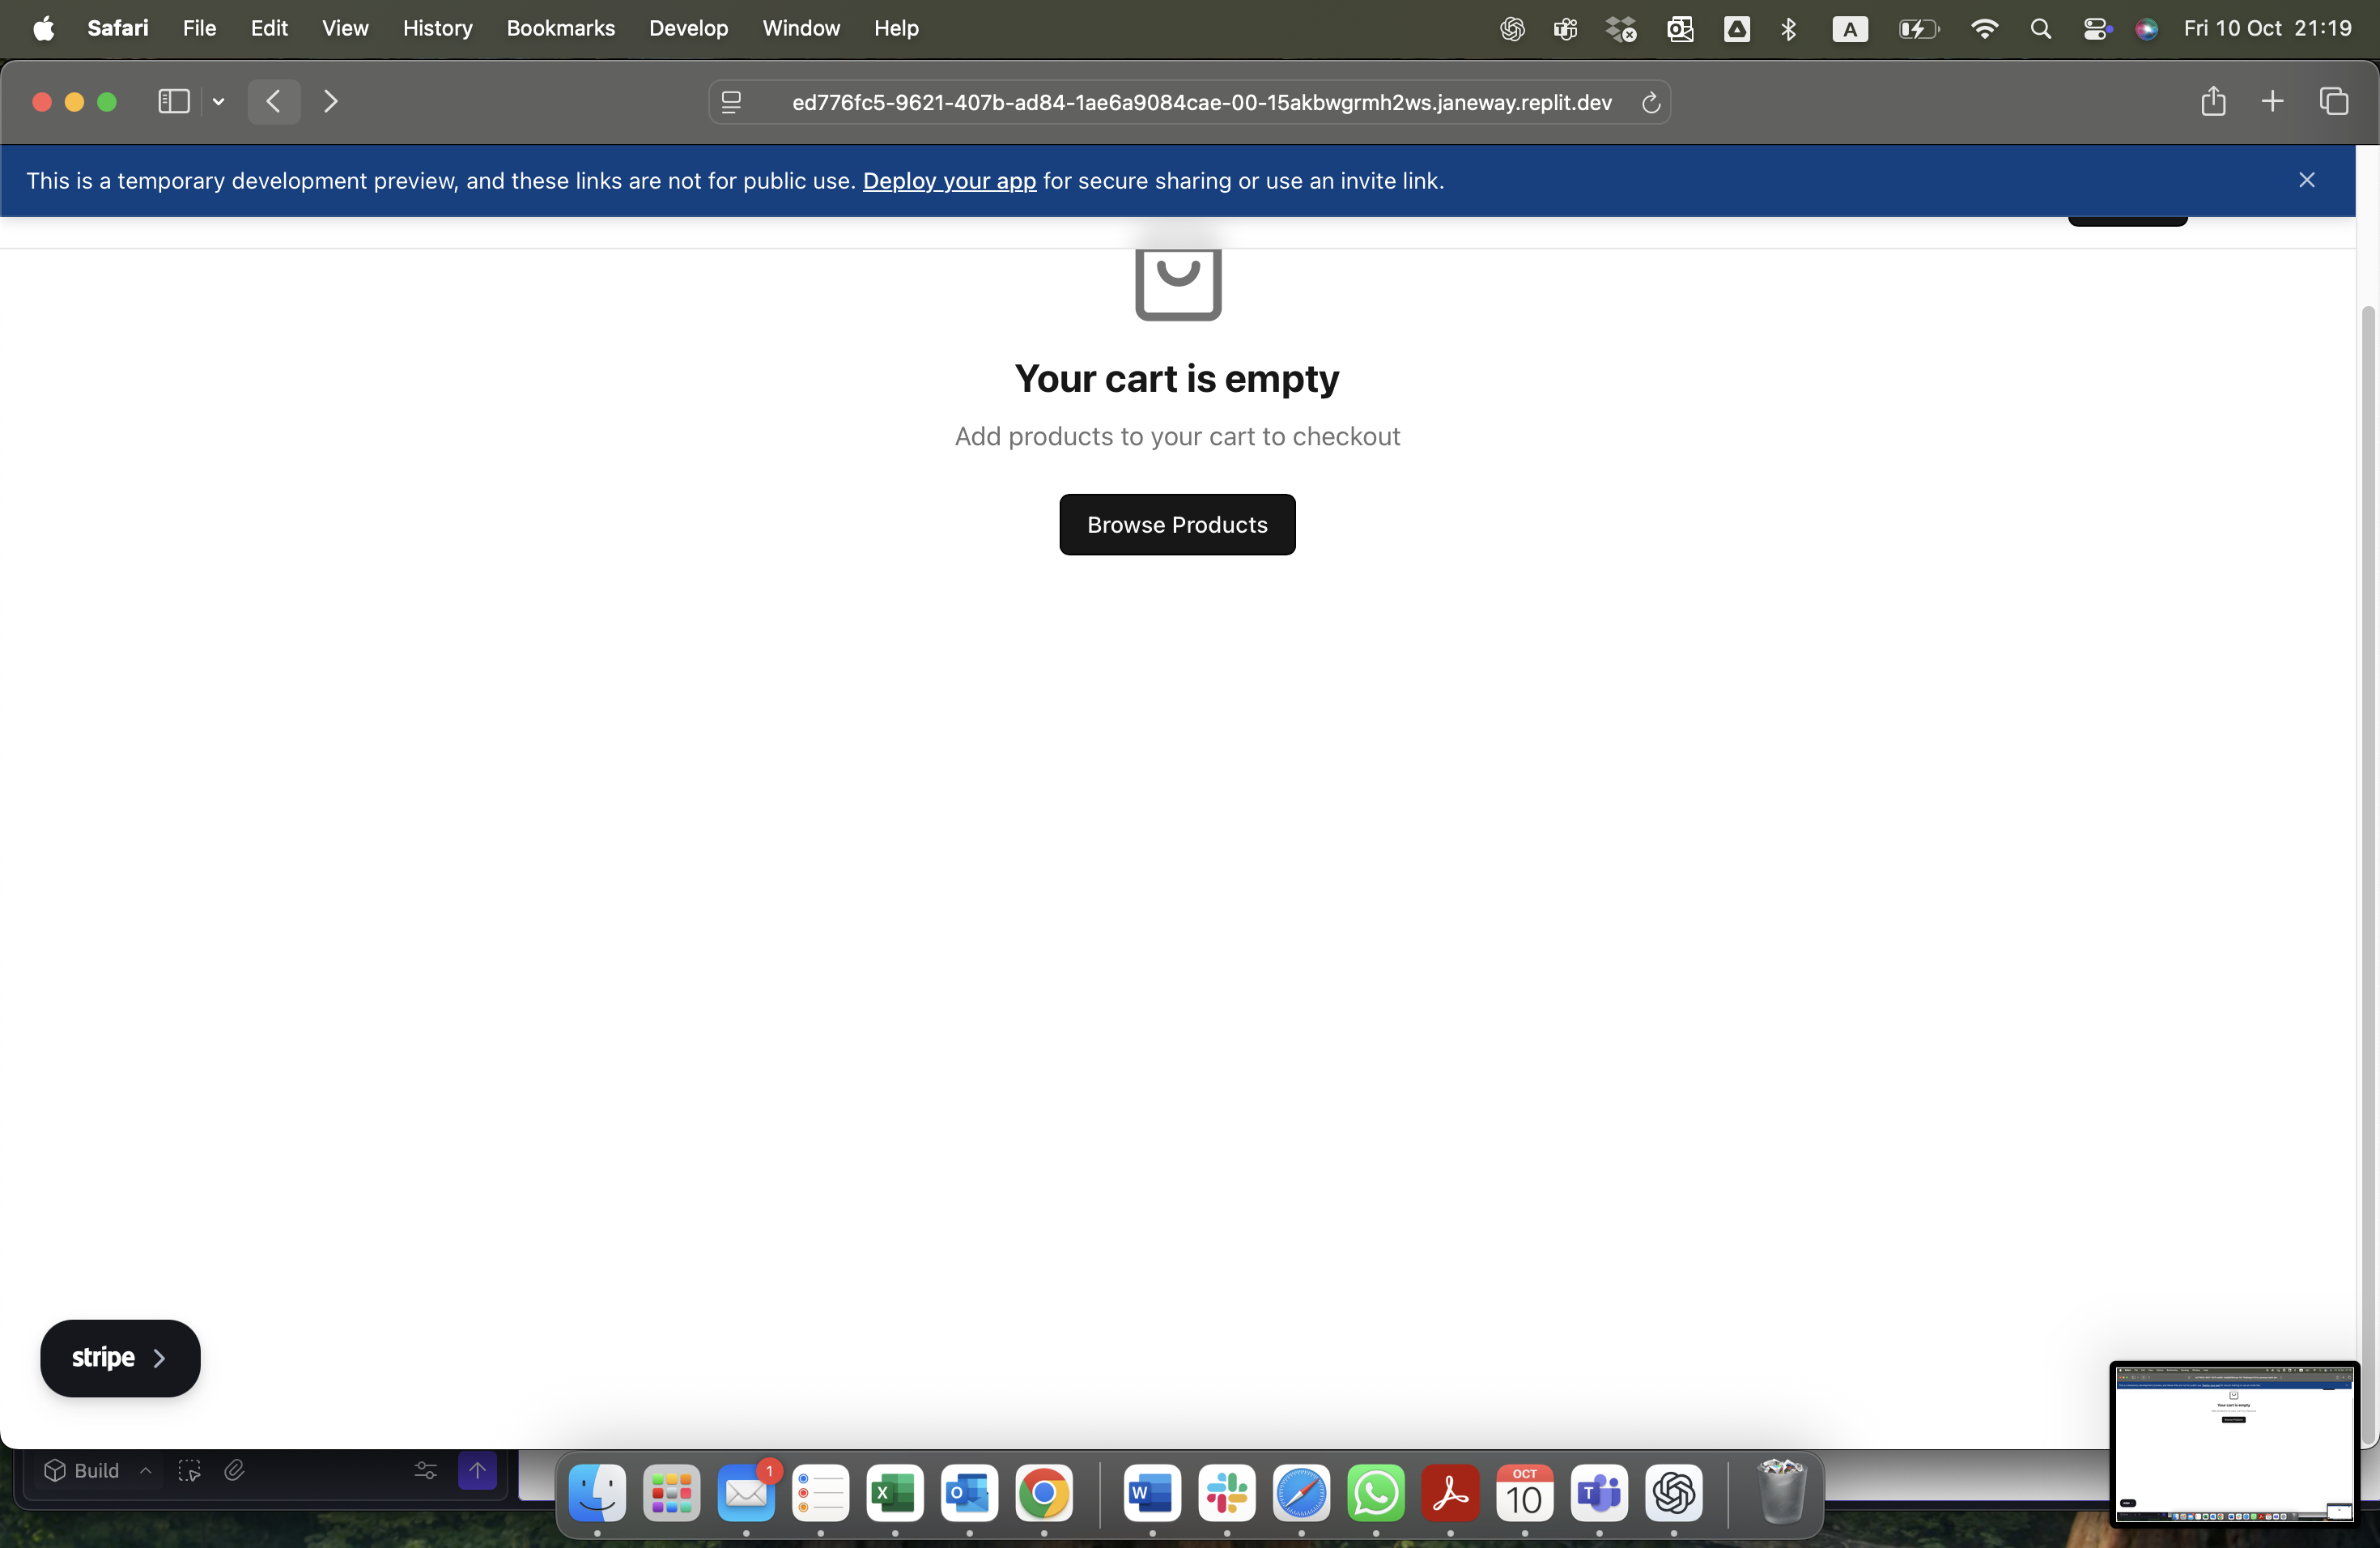 Safari File Edit View History Bookmarks Develop Window Help A Fri 10 Oct 21:19
ed776fc5-9621-407b-ad84-1ae6a9084cae-00-15akbwgrmh2ws.janeway.replit.dev
This is a temporary development preview, and these links are not for public use. Deploy your app for secure sharing or use an invite link.
Your cart is empty
Add products to your cart to checkout
Browse Products
stripe
Build
1
X
O
W
OCT
10
T